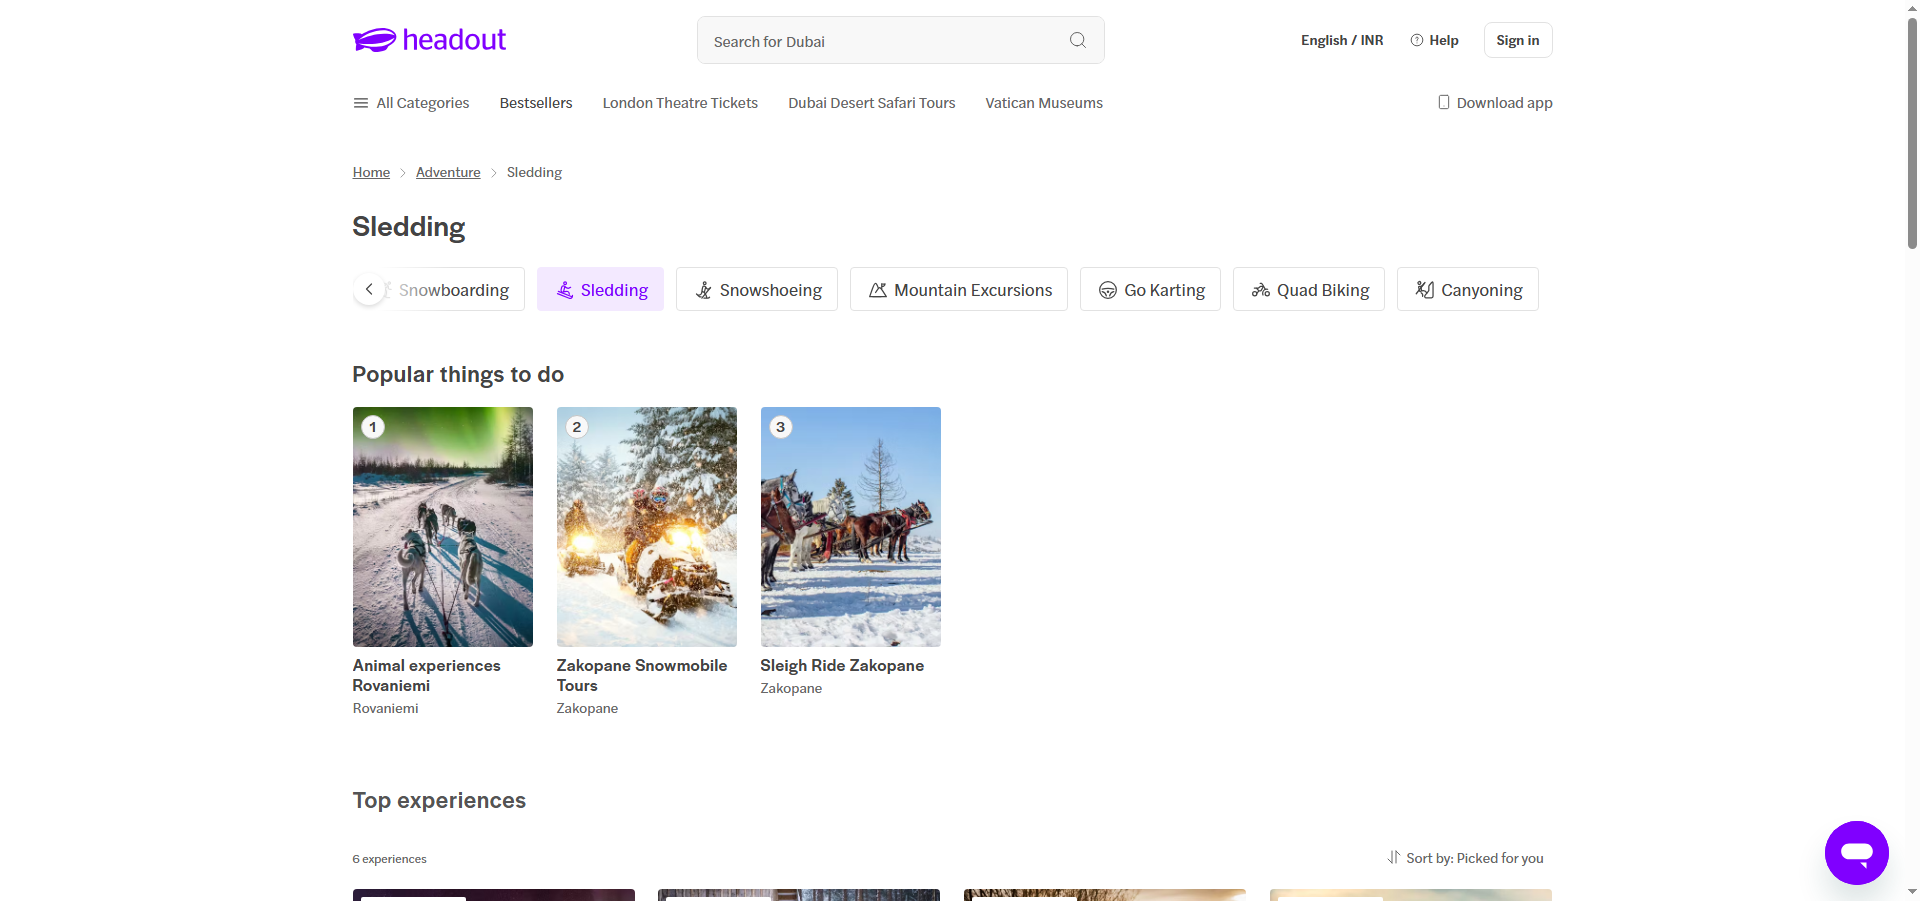 headout
Search for Dubai
English / INR
Help
Sign in
All Categories
Bestsellers
London Theatre Tickets
Dubai Desert Safari Tours
Vatican Museums
Download app
Home
Adventure
Sledding
Sledding
Snowboarding
Sledding
Snowshoeing
Mountain Excursions
Go Karting
Quad Biking
Canyoning
Popular things to do
1
2
3
Animal experiences
Rovaniemi
Rovaniemi
Zakopane Snowmobile
Tours
Zakopane
Sleigh Ride Zakopane
Zakopane
Top experiences
6 experiences
Sort by: Picked for you